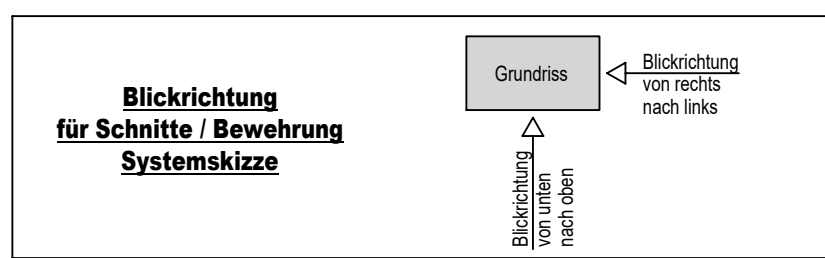 Blickrichtung
für Schnitte / Bewehrung
Systemskizze
Grundriss
Blickrichtung
von rechts
nach links
Blickrichtung
von unten
nach oben